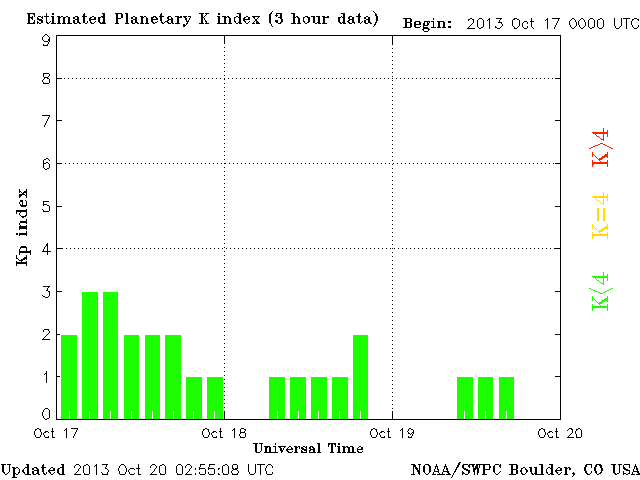 Estimated Planetary K index (3 hour data)
Begin: 2013 Oct 17 0000 UTC
9
8
7
6
5
4
3
2
1
0
Kp index
K>4
K=4
K<4
Oct 17
Oct 18
Oct 19
Oct 20
Universal Time
Updated 2013 Oct 20 02:55:08 UTC
NOAA/SWPC Boulder, CO USA